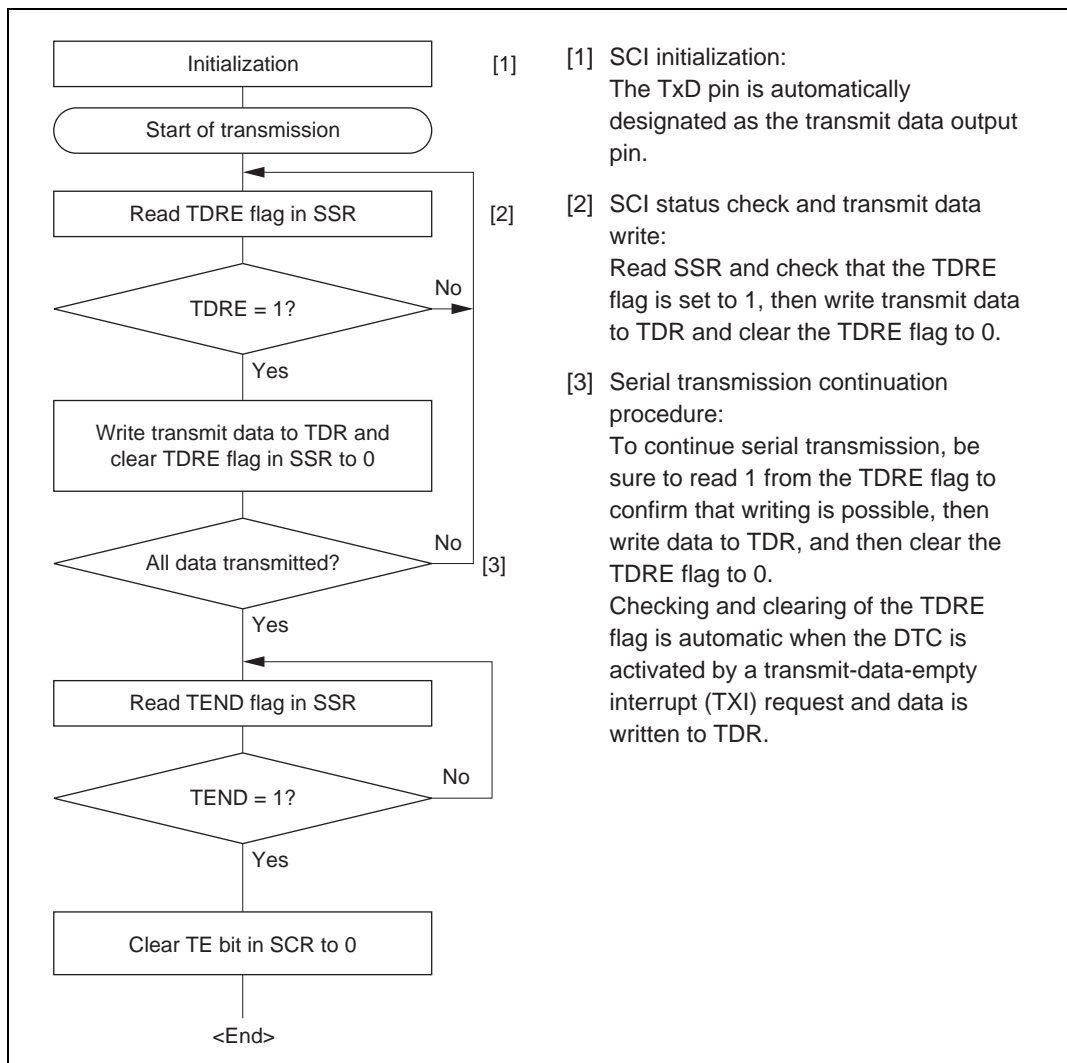 Initialization [1]
Start of transmission
Read TDRE flag in SSR [2]
No
TDRE = 1?
Yes
Write transmit data to TDR and
clear TDRE flag in SSR to 0
No
All data transmitted? [3]
Yes
Read TEND flag in SSR
No
TEND = 1?
Yes
Clear TE bit in SCR to 0
<End>
[1] SCI initialization:
The TxD pin is automatically
designated as the transmit data output
pin.
[2] SCI status check and transmit data
write:
Read SSR and check that the TDRE
flag is set to 1, then write transmit data
to TDR and clear the TDRE flag to 0.
[3] Serial transmission continuation
procedure:
To continue serial transmission, be
sure to read 1 from the TDRE flag to
confirm that writing is possible, then
write data to TDR, and then clear the
TDRE flag to 0.
Checking and clearing of the TDRE
flag is automatic when the DTC is
activated by a transmit-data-empty
interrupt (TXI) request and data is
written to TDR.